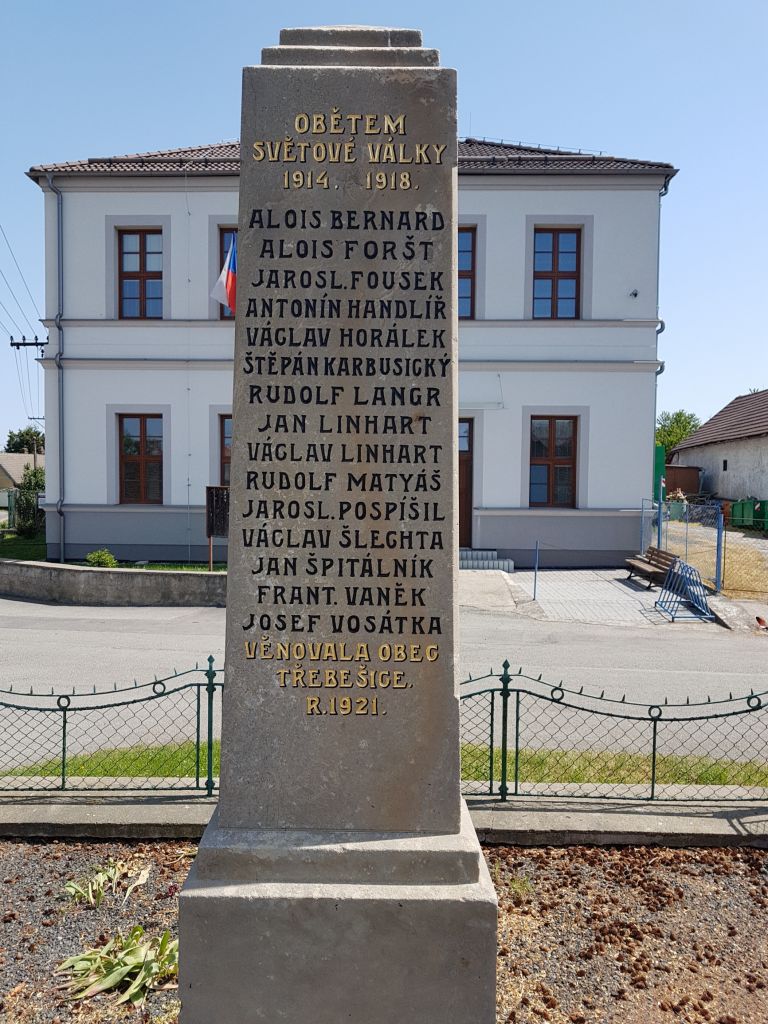 OBĚTEM
SVĚTOVÉ VÁLKY
1914. 1918.
ALOIS BERNARD
ALOIS FORŠT
JAROSL. FOUSEK
ANTONÍN HANDLÍŘ
VÁCLAV HORÁLEK
ŠTĚPÁN KARBUSICKÝ
RUDOLF LANGR
JAN LINHART
VÁCLAV LINHART
RUDOLF MATYÁŠ
JAROSL. POSPÍŠIL
VÁCLAV ŠLEGHTA
JAN ŠPITÁLNÍK
FRANT. VANĚK
JOSEF VOSÁTKA
VĚNOVALA OBEC
TŘEBEŠICE.
R.1921.